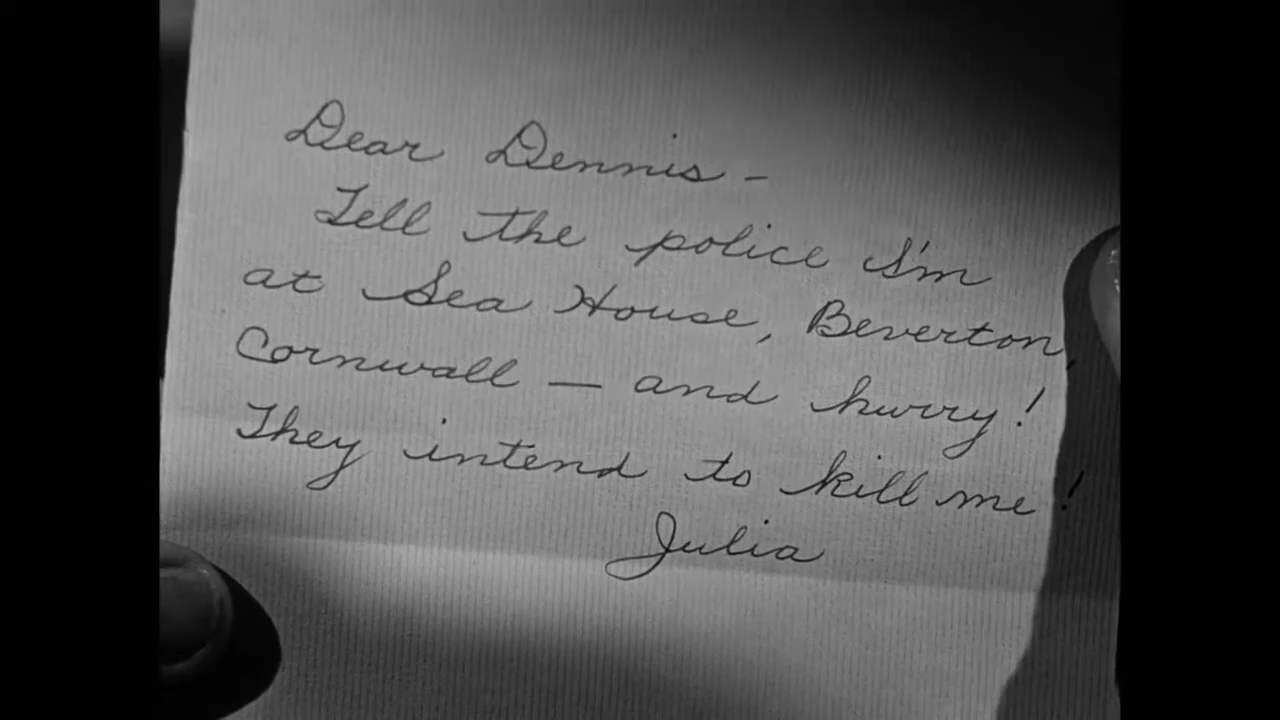 Dear Dennis -
Tell the police I'm
at Sea House, Beverton,
Cornwall — and hurry!
They intend to kill me!
Julia